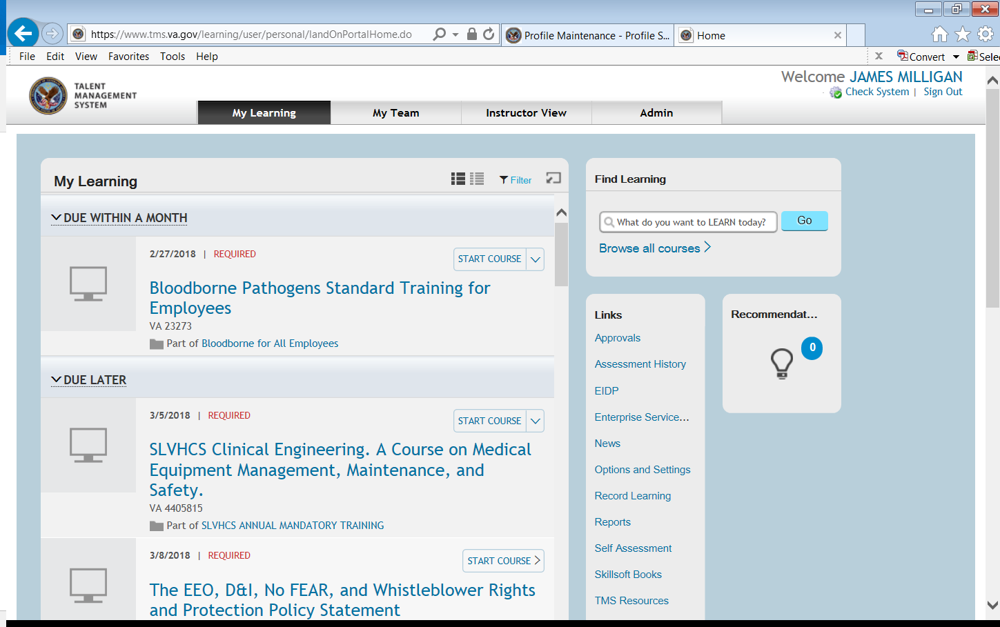 https://www.tms.va.gov/learning/user/personal/landOnPortalHome.do
Profile Maintenance - Profile S...
Home
File Edit View Favorites Tools Help
Convert
Selec
TALENT
MANAGEMENT
SYSTEM
Welcome JAMES MILLIGAN
Check System | Sign Out
My Learning
My Team
Instructor View
Admin
My Learning
Filter
DUE WITHIN A MONTH
2/27/2018 | REQUIRED
START COURSE
Bloodborne Pathogens Standard Training for
Employees
VA 23273
Part of Bloodborne for All Employees
DUE LATER
3/5/2018 | REQUIRED
START COURSE
SLVHCS Clinical Engineering. A Course on Medical
Equipment Management, Maintenance, and
Safety.
VA 4405815
Part of SLVHCS ANNUAL MANDATORY TRAINING
3/8/2018 | REQUIRED
START COURSE
The EEO, D&I, No FEAR, and Whistleblower Rights
and Protection Policy Statement
Find Learning
What do you want to LEARN today?
Go
Browse all courses
Links
Approvals
Assessment History
EIDP
Enterprise Service...
News
Options and Settings
Record Learning
Reports
Self Assessment
Skillsoft Books
TMS Resources
Recommendat...
0